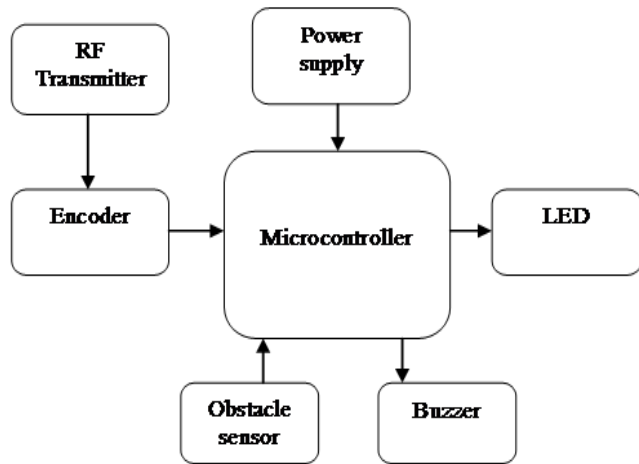 RF
Transmitter
Power
supply
Encoder
Microcontroller
LED
Obstacle
sensor
Buzzer